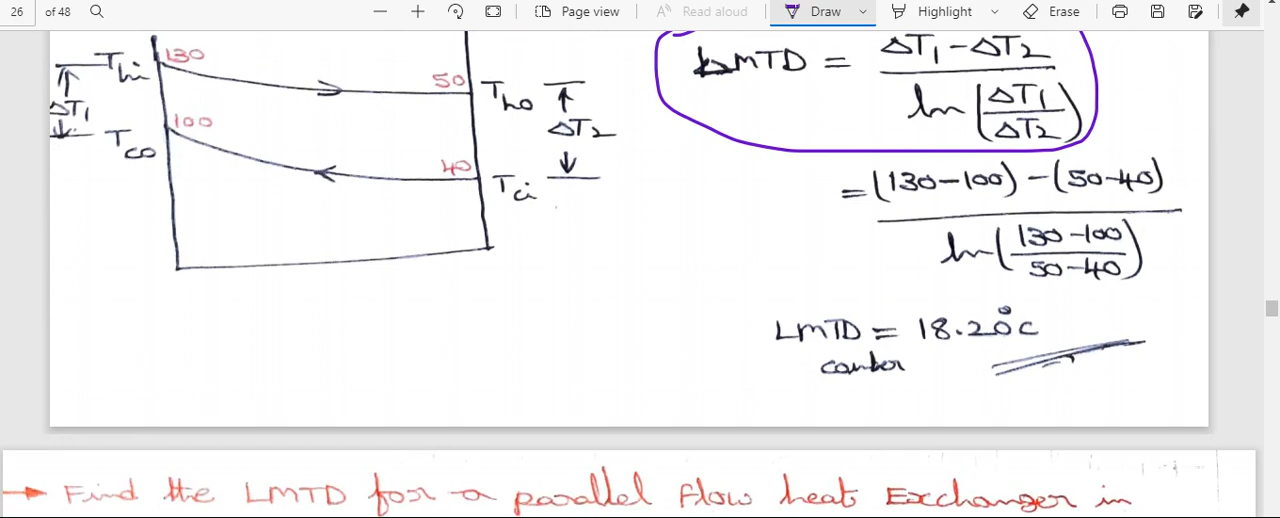 26 of 48 Page view Read aloud Draw Highlight Erase
Thi 130
ΔT1
Tco 100
50 Tho
ΔT2
40 Tci
LMTD = ΔT1 - ΔT2 / ln(ΔT1/ΔT2)
= (130-100) - (50-40) / ln(130-100/50-40)
LMTD = 18.20°C
counter
→ Find the LMTD for a parallel flow heat Exchanger in